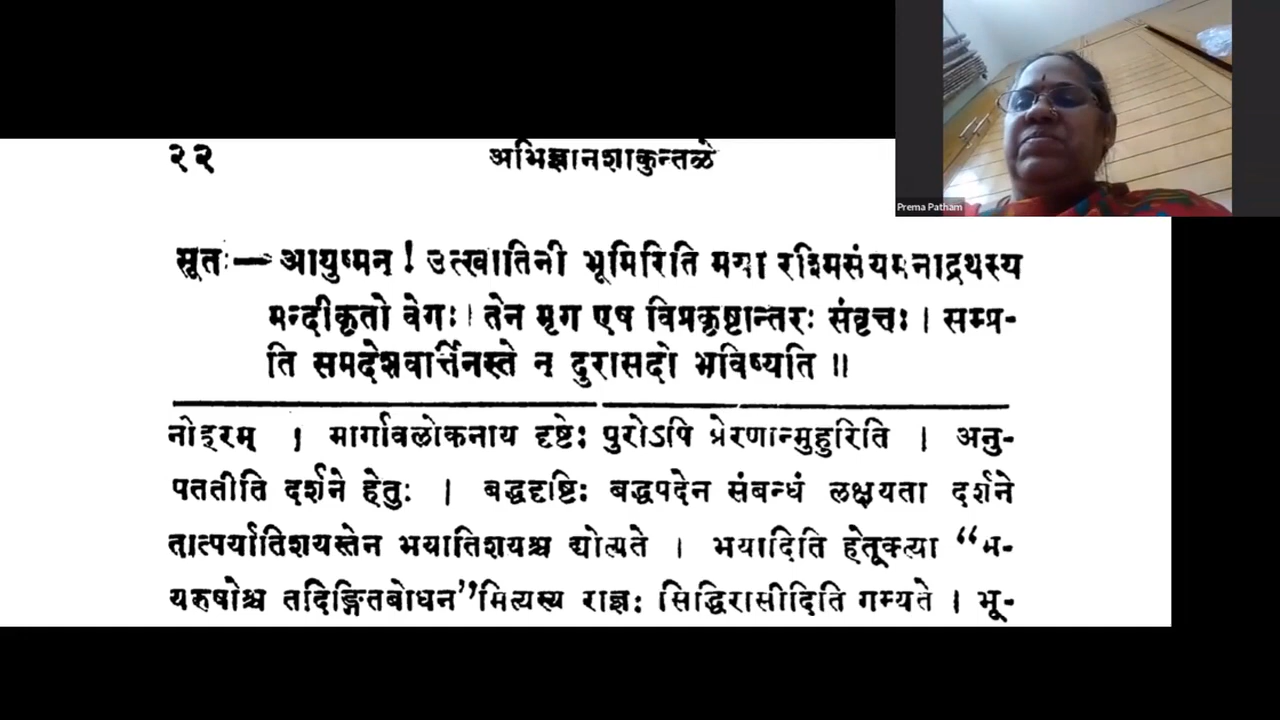 २२
अभिज्ञानशाकुन्तळे
Prema Patham
सूतः — आयुष्मन् ! उत्खातिनी भूमिरिति मया रश्मिसंयमनाद्रथस्य
मन्दीकृतो वेगः । तेन मृग एष विप्रकृष्टान्तरः संवृत्तः । सम्प्र-
ति समदेशवर्त्तिनस्ते न दुरासदो भविष्यति ॥
नोहरम् । मार्गावलोकनाय दृष्टेः पुरोऽपि प्रेरणान्मुहुरिति । अनु-
पततीति दर्शने हेतुः । बद्धदृष्टिः बद्धपदेन संबन्धं लक्षयता दर्शने
तात्पर्यातिशयस्तेन भयातिशयश्च द्योत्यते । भयादिति हेतूक्त्या “भ-
यरुषोश्च तदिङ्गितबोधन”मित्यस्य राज्ञः सिद्धिरासीदिति गम्यते । भू-